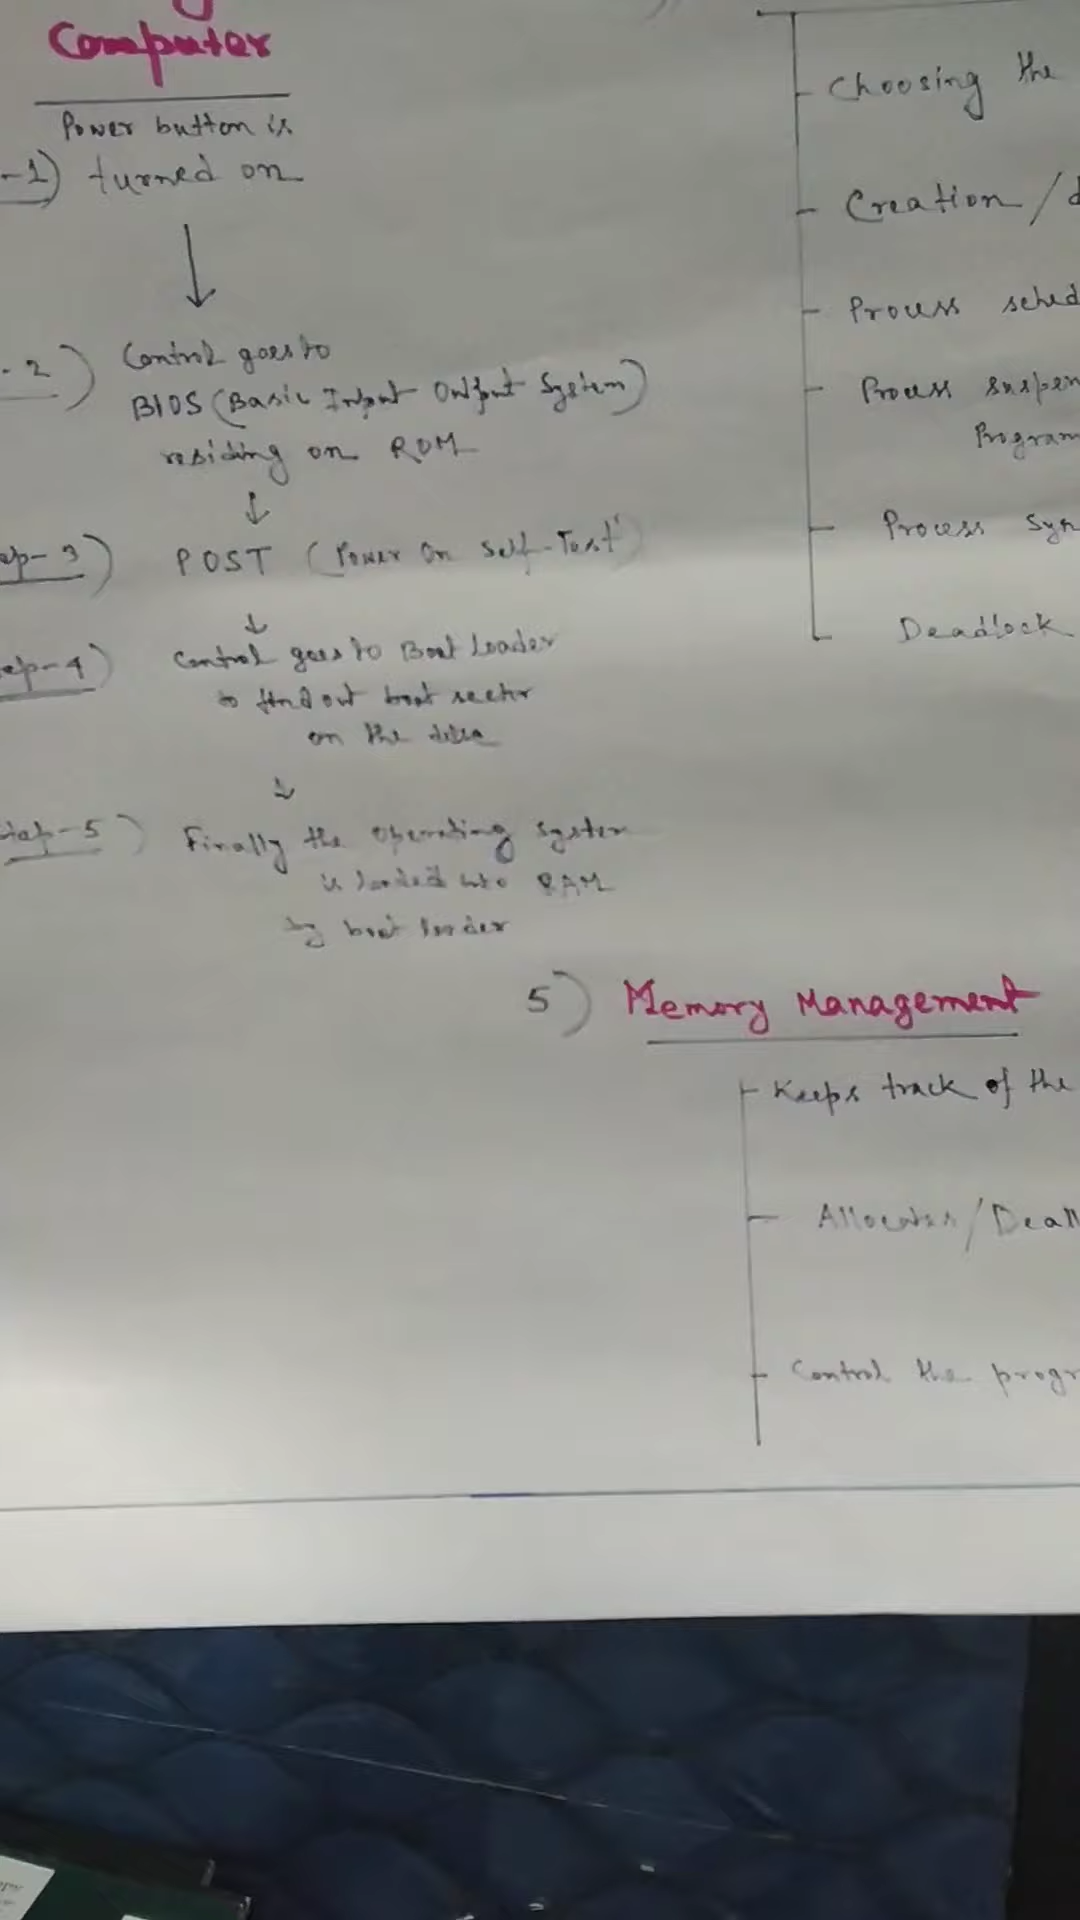 Computer
Power button is
-1) turned on
-2) Control goes to
BIOS (Basic Input Output System)
residing on ROM
ep-3) POST (Power On Self-Test)
ep-4) Control goes to Boot Loader
to find out boot sector
on the
tep-5) Finally the operating system
is loaded into RAM
by boot loader
Choosing the
Creation / d
Process sched
Process suspen
Program
Process Syn
Deadlock
5) Memory Management
Keeps track of the
/ Deall
Control the progr